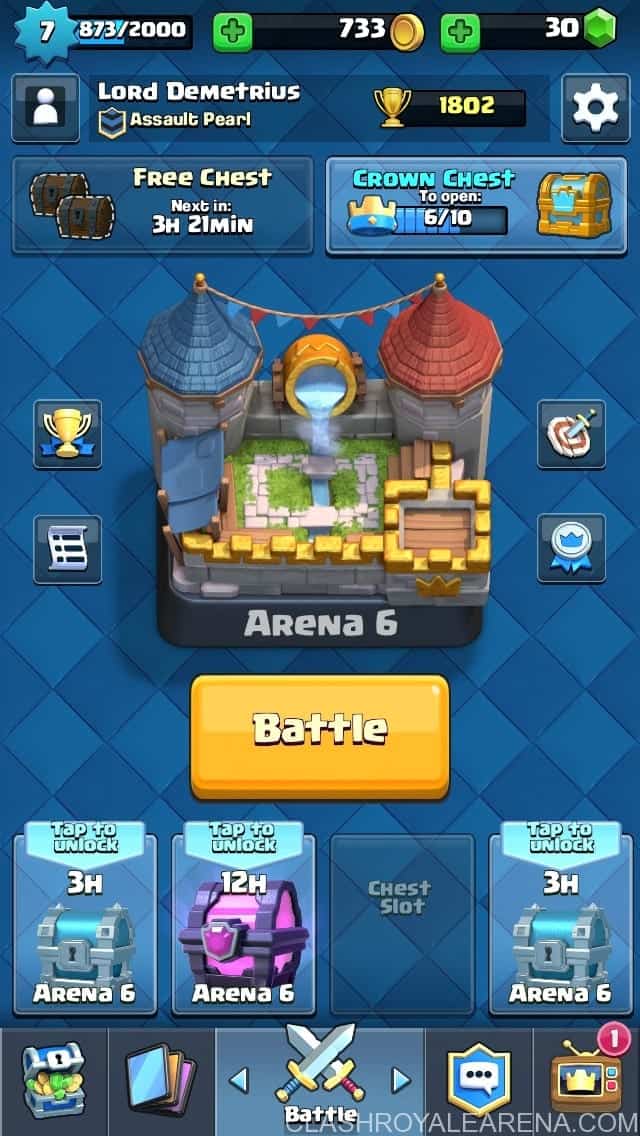 7
873/2000
733
30
Lord Demetrius
Assault Pearl
1802
Free Chest
Next in:
3h 21min
Crown Chest
To open:
6/10
Arena 6
Battle
Tap to
unlock
3h
Arena 6
Tap to
unlock
12h
Arena 6
Chest
Slot
Tap to
unlock
3h
Arena 6
Battle
1
CLASHROYALEARENA.COM